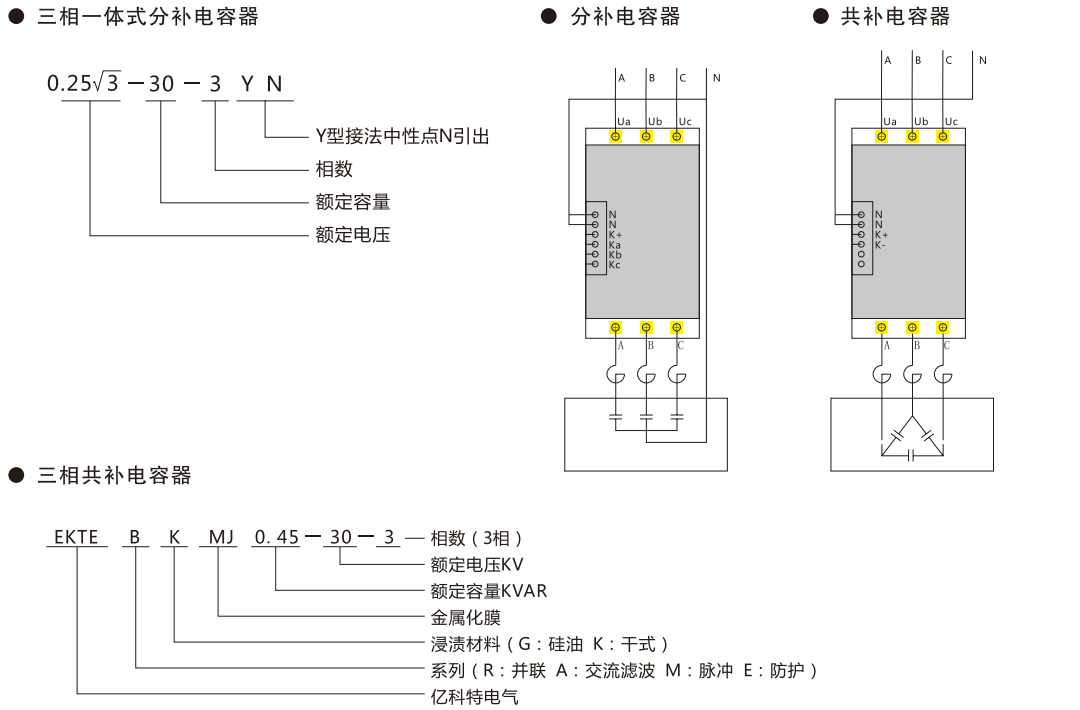 三相一体式分补电容器
0.25√3－30－3 Y N
Y型接法中性点N引出
相数
额定容量
额定电压
分补电容器
A B C N
Ua Ub Uc
N
N
K+
Ka
Kb
Kc
A B C
共补电容器
A B C N
Ua Ub Uc
N
N
K+
K-
A B C
三相共补电容器
EKTE B K MJ 0.45－30－3
相数（3相）
额定电压KV
额定容量KVAR
金属化膜
浸渍材料（G：硅油 K：干式）
系列（R：并联 A：交流滤波 M：脉冲 E：防护）
亿科特电气